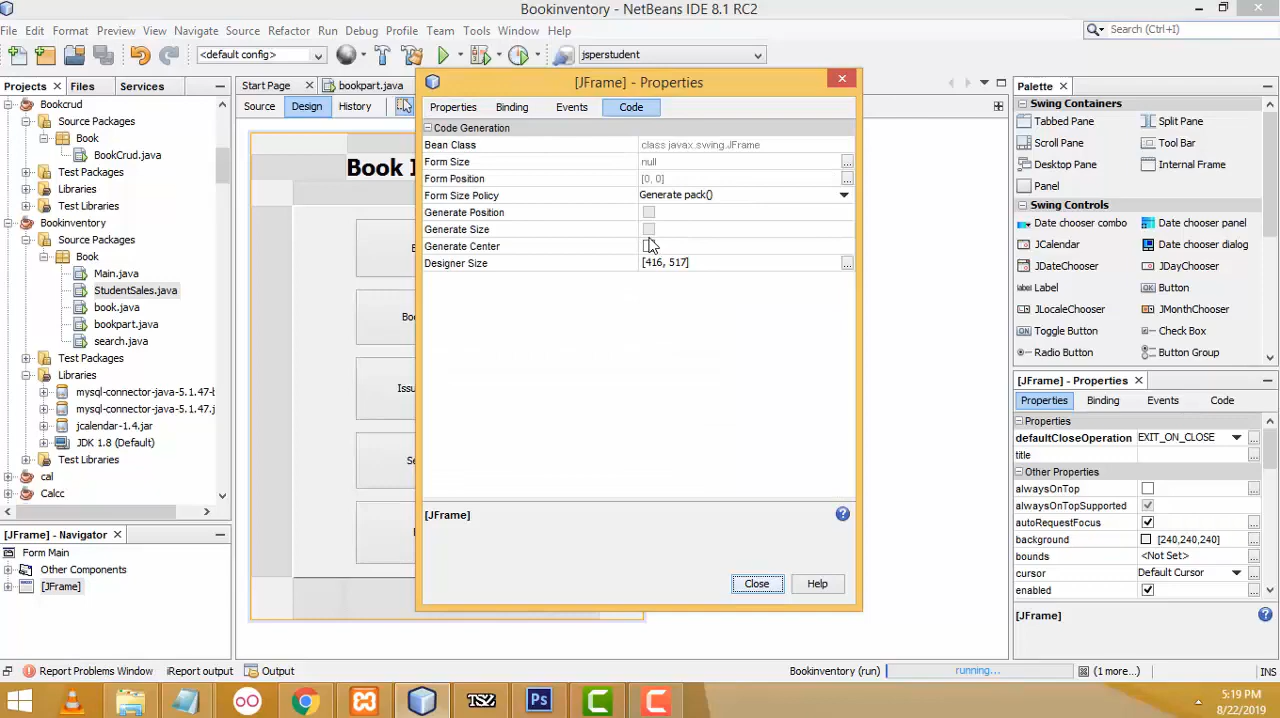 Bookinventory - NetBeans IDE 8.1 RC2
File Edit Format Preview View Navigate Source Refactor Run Debug Profile Team Tools Window Help
Search (Ctrl+I)
<default config>
jsperstudent
Projects Files Services
Bookcrud
Source Packages
Book
BookCrud.java
Test Packages
Libraries
Test Libraries
Bookinventory
Source Packages
Book
Main.java
StudentSales.java
book.java
bookpart.java
search.java
Test Packages
Libraries
mysql-connector-java-5.1.47-b
mysql-connector-java-5.1.47.j
jcalendar-1.4.jar
JDK 1.8 (Default)
Test Libraries
cal
Calcc
[JFrame] - Navigator
Form Main
Other Components
[JFrame]
Start Page
bookpart.java
Source Design History
Book I
[JFrame] - Properties
Properties Binding Events Code
Code Generation
Bean Class class javax.swing.JFrame
Form Size null ...
Form Position [0, 0] ...
Form Size Policy Generate pack()
Generate Position
Generate Size
Generate Center
Designer Size [416, 517] ...
[JFrame]
Close Help
Palette
Swing Containers
Tabbed Pane Split Pane
Scroll Pane Tool Bar
Desktop Pane Internal Frame
Panel
Swing Controls
Date chooser combo Date chooser panel
JCalendar Date chooser dialog
JDateChooser JDayChooser
Label OK Button
JLocaleChooser JMonthChooser
ON Toggle Button Check Box
Radio Button Button Group
[JFrame] - Properties
Properties Binding Events Code
Properties
defaultCloseOperation EXIT_ON_CLOSE ...
title ...
Other Properties
alwaysOnTop ...
alwaysOnTopSupported ...
autoRequestFocus ...
background [240,240,240] ...
bounds <Not Set> ...
cursor Default Cursor ...
enabled ...
[JFrame]
Report Problems Window iReport output Output
Bookinventory (run) running... (1 more...) INS
TSZ
Ps
5:19 PM
8/22/2019